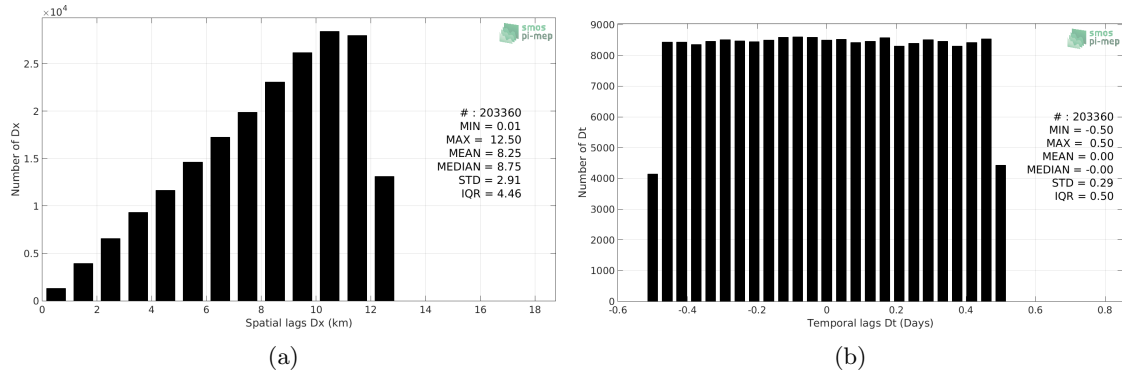 ×10⁴
2.5
2
1.5
1
0.5
0
Number of Dx
0 2 4 6 8 10 12 14 16 18
Spatial lags Dx (km)
smos
pi-mep
# : 203360
MIN = 0.01
MAX = 12.50
MEAN = 8.25
MEDIAN = 8.75
STD = 2.91
IQR = 4.46
(a)
9000
8000
7000
6000
5000
4000
3000
2000
1000
0
Number of Dt
-0.6 -0.4 -0.2 0 0.2 0.4 0.6 0.8
Temporal lags Dt (Days)
smos
pi-mep
# : 203360
MIN = -0.50
MAX = 0.50
MEAN = 0.00
MEDIAN = -0.00
STD = 0.29
IQR = 0.50
(b)